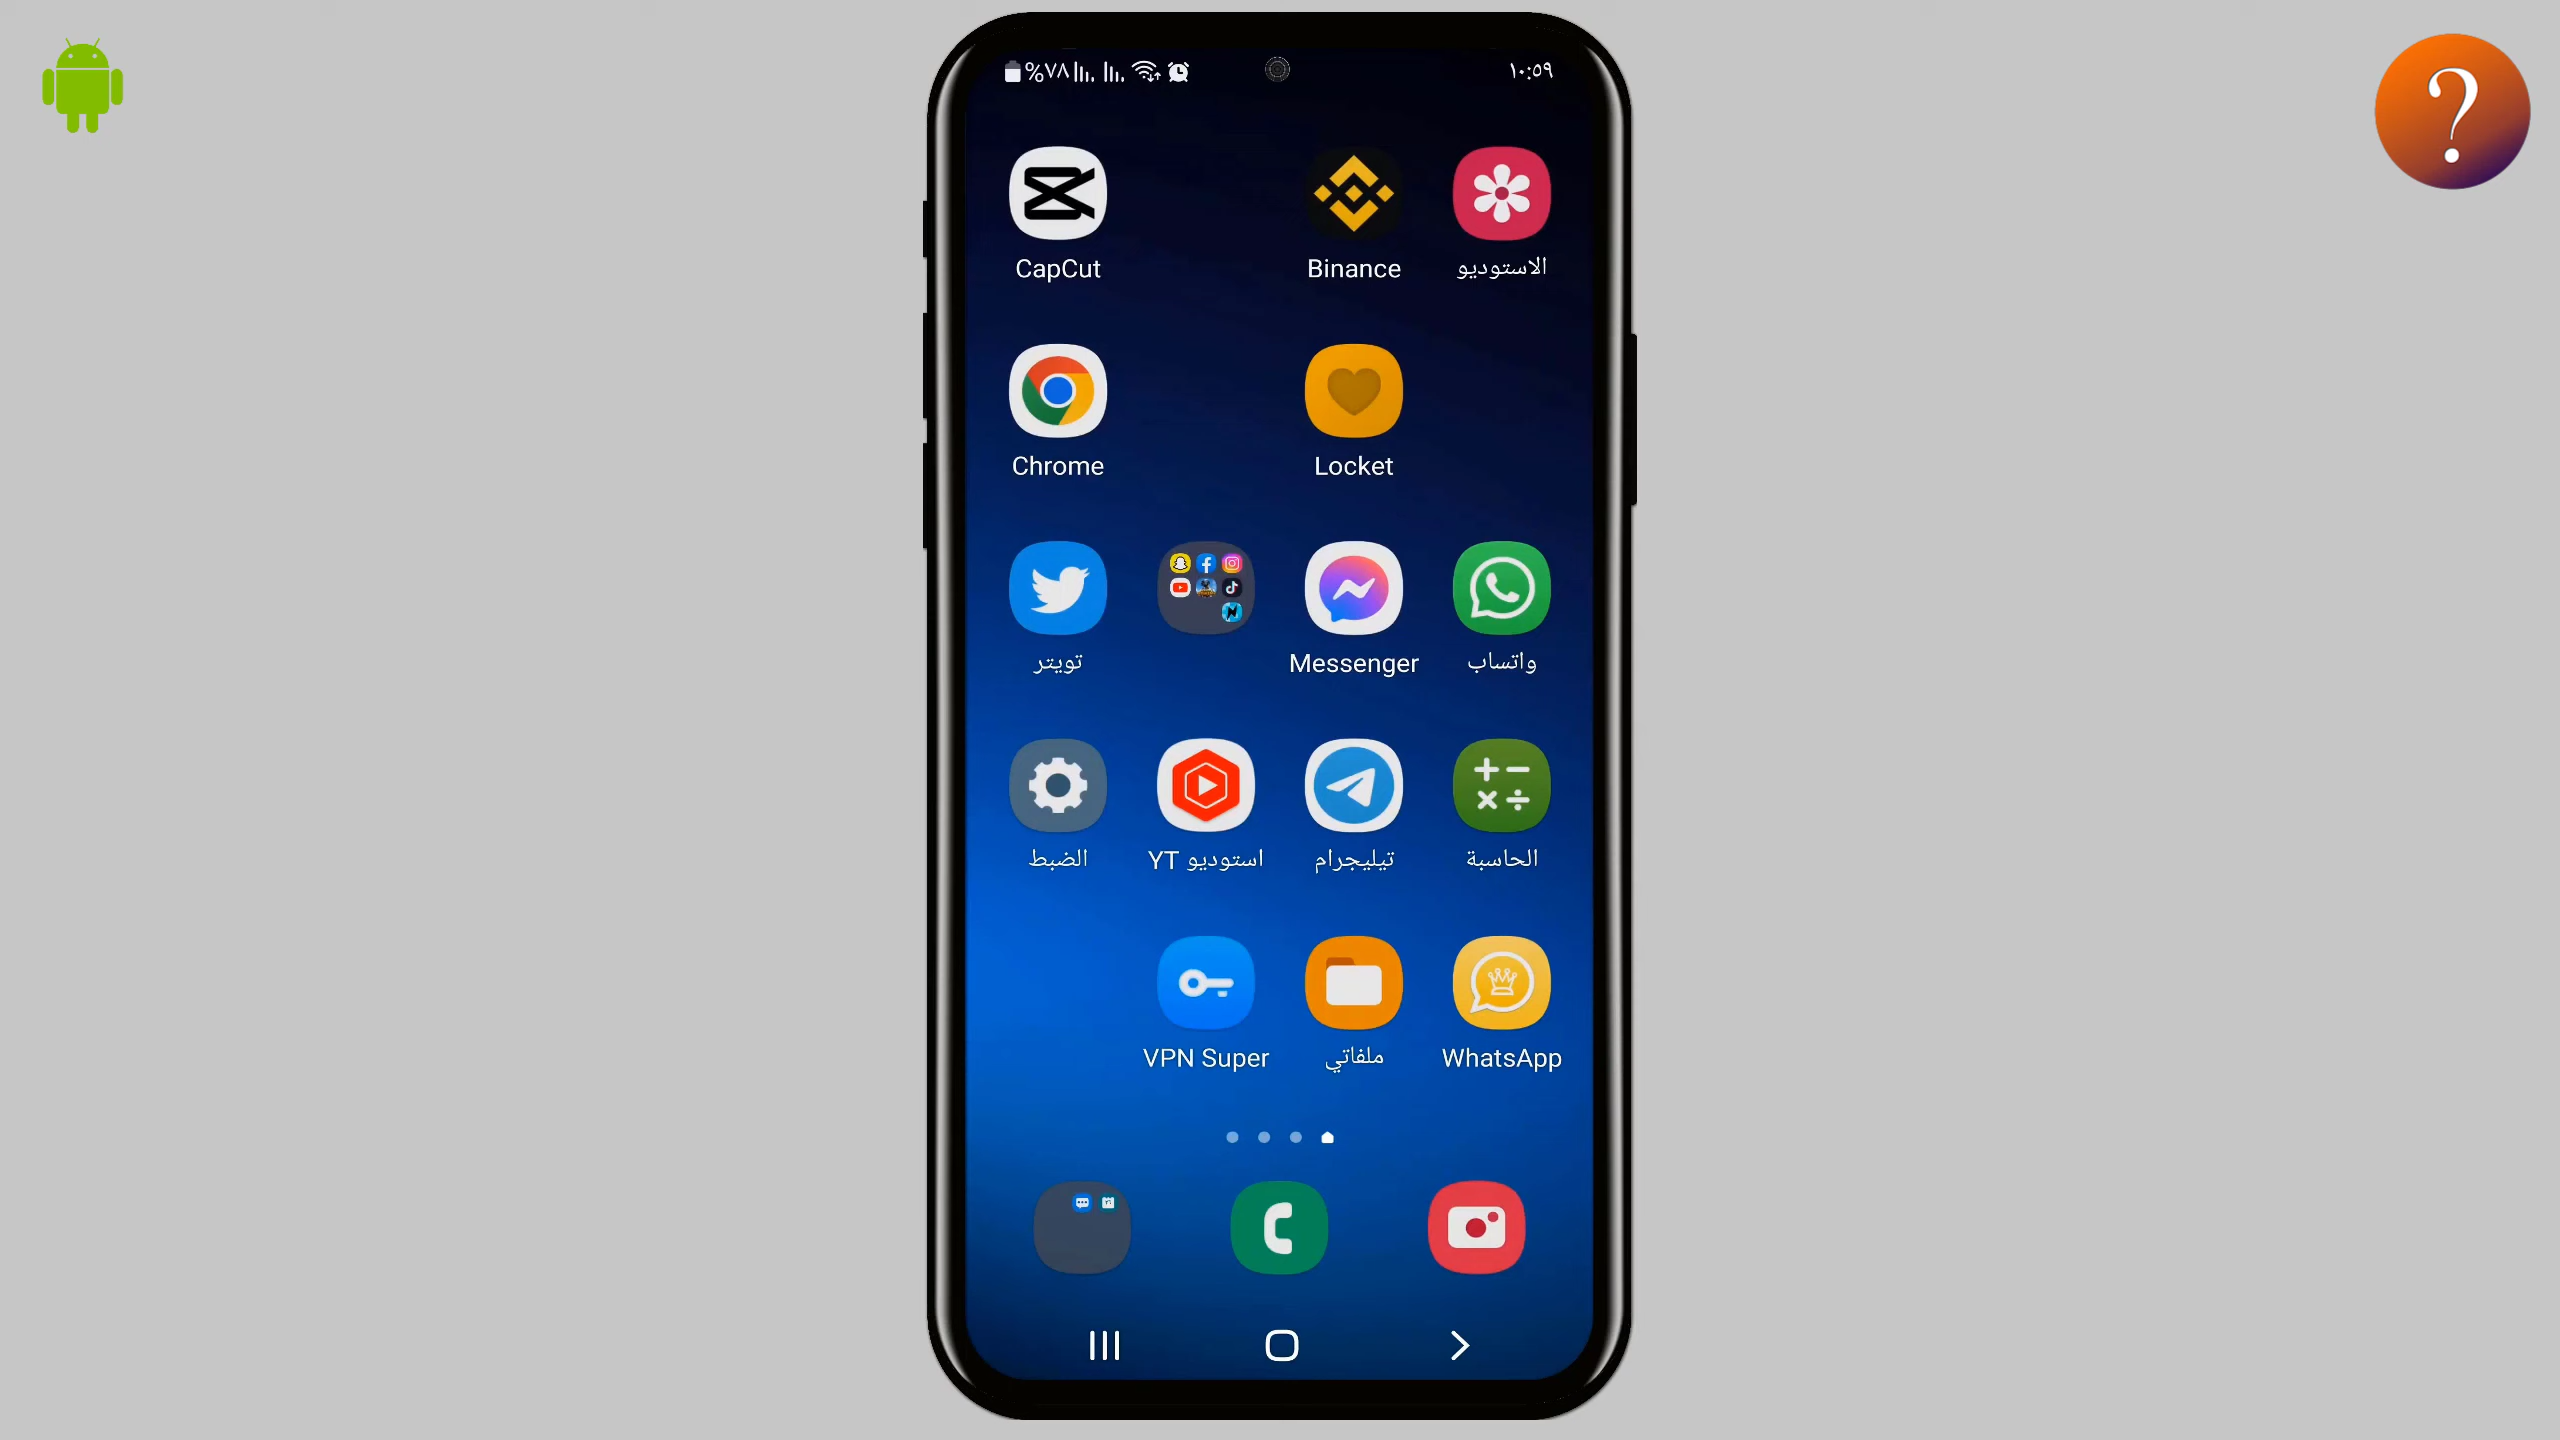 %٧٨
١٠:٥٩
?
CapCut
Binance
الاستوديو
Chrome
Locket
تويتر
Messenger
واتساب
الضبط
استوديو YT
تيليجرام
الحاسبة
VPN Super
ملفاتي
WhatsApp